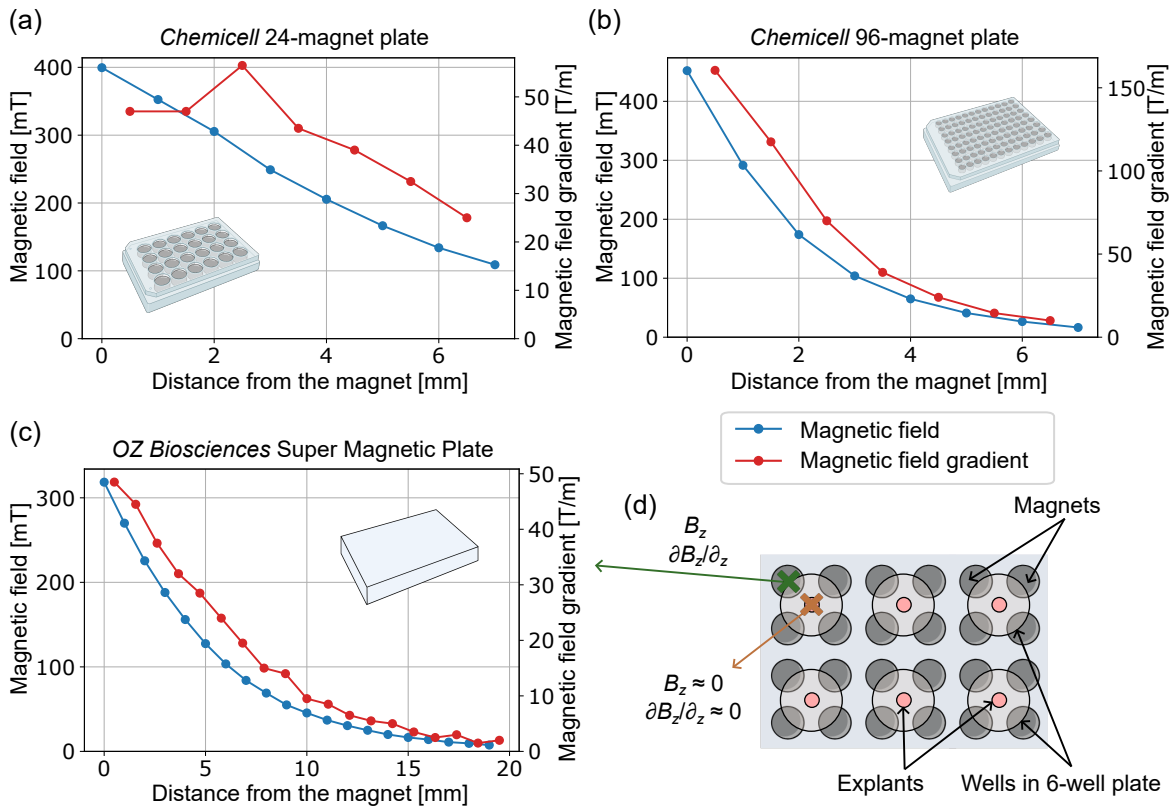 (a)
Chemicell 24-magnet plate
400
300
200
100
0
Magnetic field [mT]
50
40
30
20
10
0
Magnetic field gradient [T/m]
0 2 4 6
Distance from the magnet [mm]
(b)
Chemicell 96-magnet plate
400
300
200
100
0
Magnetic field [mT]
150
100
50
0
Magnetic field gradient [T/m]
0 2 4 6
Distance from the magnet [mm]
(c)
OZ Biosciences Super Magnetic Plate
300
200
100
0
Magnetic field [mT]
50
40
30
20
10
0
Magnetic field gradient [T/m]
0 5 10 15 20
Distance from the magnet [mm]
Magnetic field
Magnetic field gradient
(d)
Magnets
B_z
∂B_z/∂_z
B_z ≈ 0
∂B_z/∂_z ≈ 0
Explants
Wells in 6-well plate